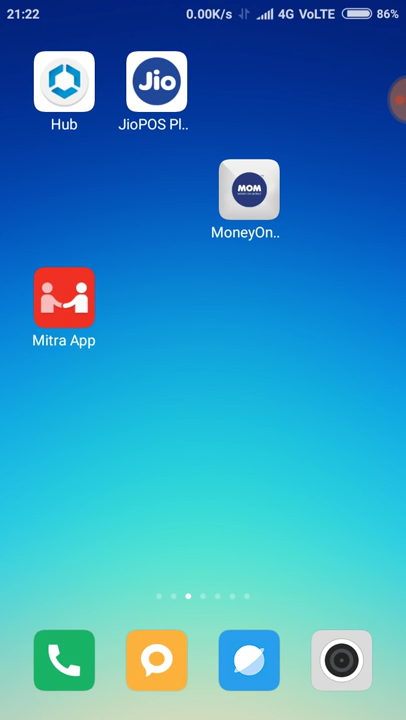 21:22 0.00K/s 4G VoLTE 86%
Jio
Hub JioPOS Pl..
MOM
MoneyOn..
Mitra App